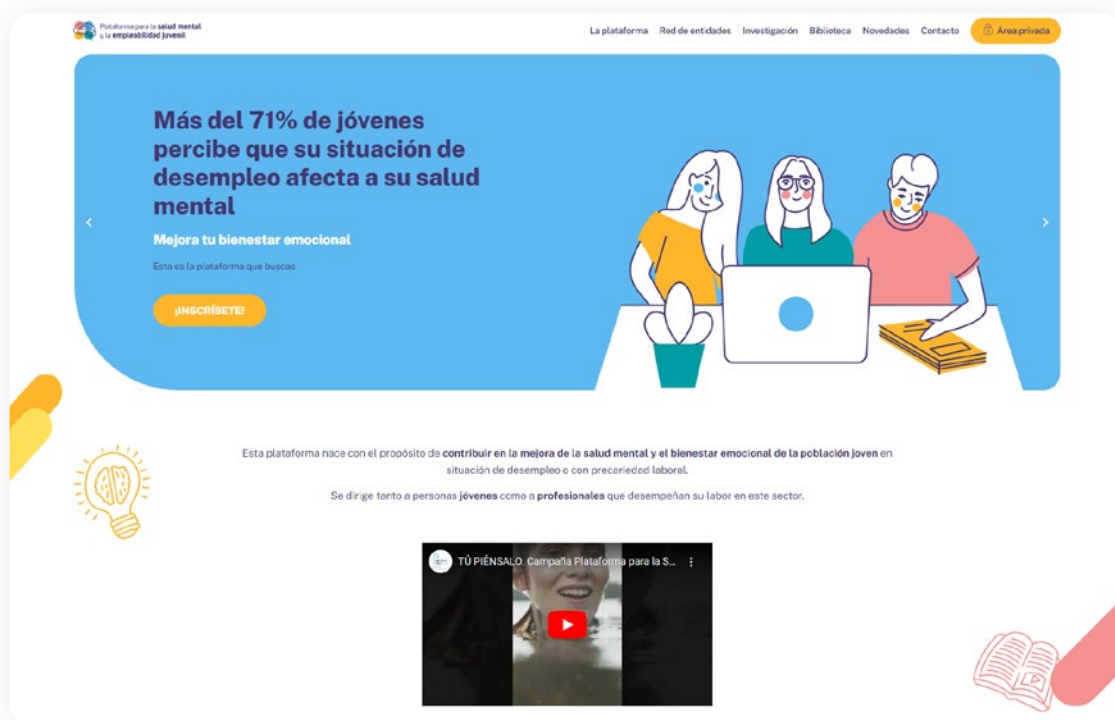 Plataforma para la salud mental
y la empleabilidad juvenil
La plataforma Red de entidades Investigación Biblioteca Novedades Contacto Área privada
Más del 71% de jóvenes
percibe que su situación de
desempleo afecta a su salud
mental
Mejora tu bienestar emocional
Esta es la plataforma que buscas
¡INSCRÍBETE!
Esta plataforma nace con el propósito de contribuir en la mejora de la salud mental y el bienestar emocional de la población joven en
situación de desempleo o con precariedad laboral.
Se dirige tanto a personas jóvenes como a profesionales que desempeñan su labor en este sector.
TÚ PIÉNSALO. Campaña Plataforma para la S...